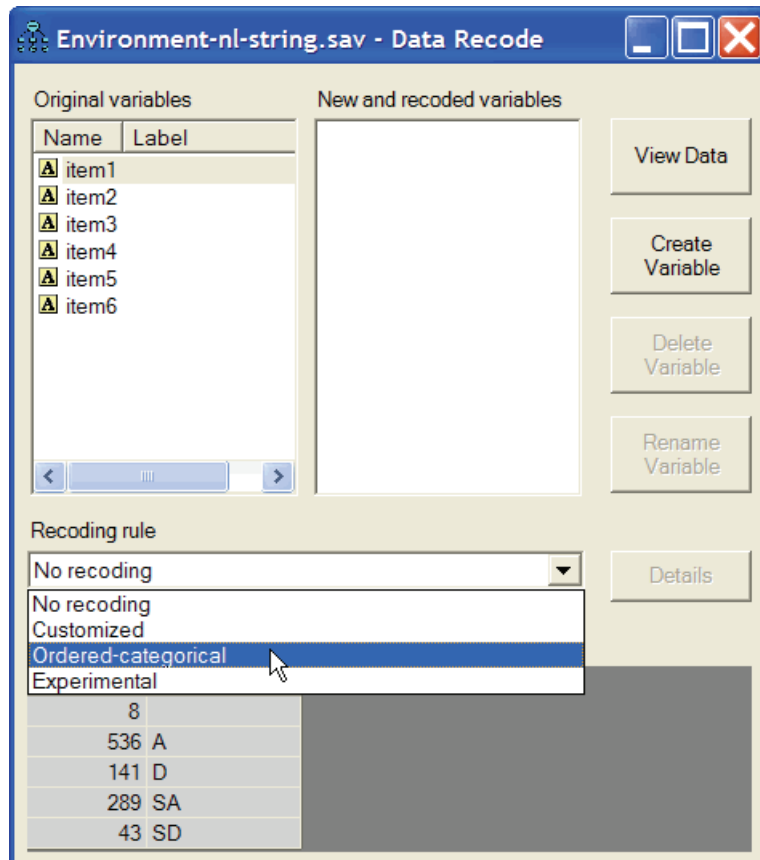 Environment-nl-string.sav - Data Recode
Original variables
New and recoded variables
Name Label
A item1
A item2
A item3
A item4
A item5
A item6
View Data
Create
Variable
Delete
Variable
Rename
Variable
Recoding rule
No recoding
Details
No recoding
Customized
Ordered-categorical
Experimental
8
536 A
141 D
289 SA
43 SD